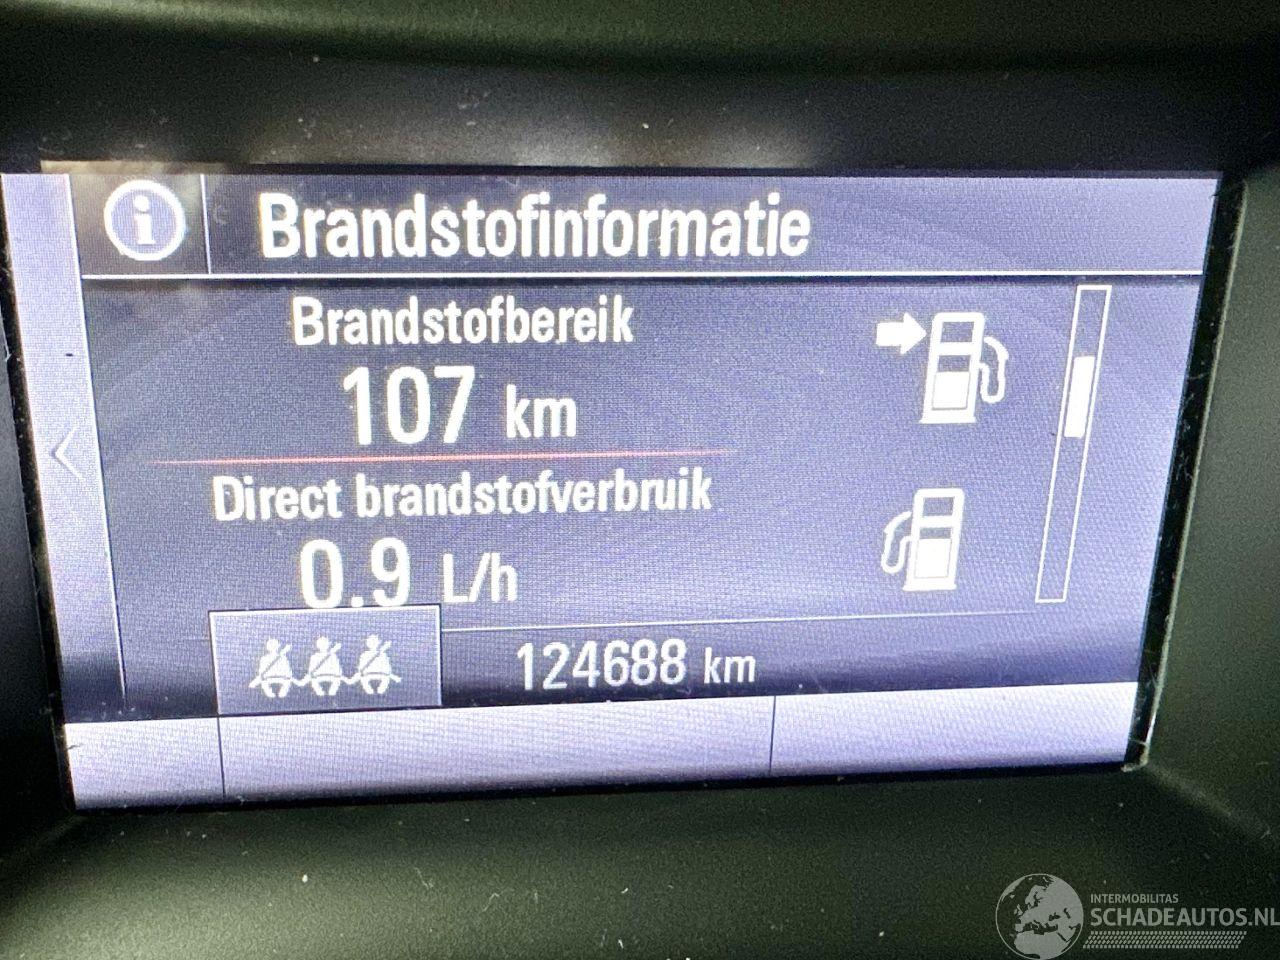 Brandstofinformatie
Brandstofbereik
107 km
Direct brandstofverbruik
0.9 L/h
124688 km
INTERMOBILITAS
SCHADEAUTOS.NL